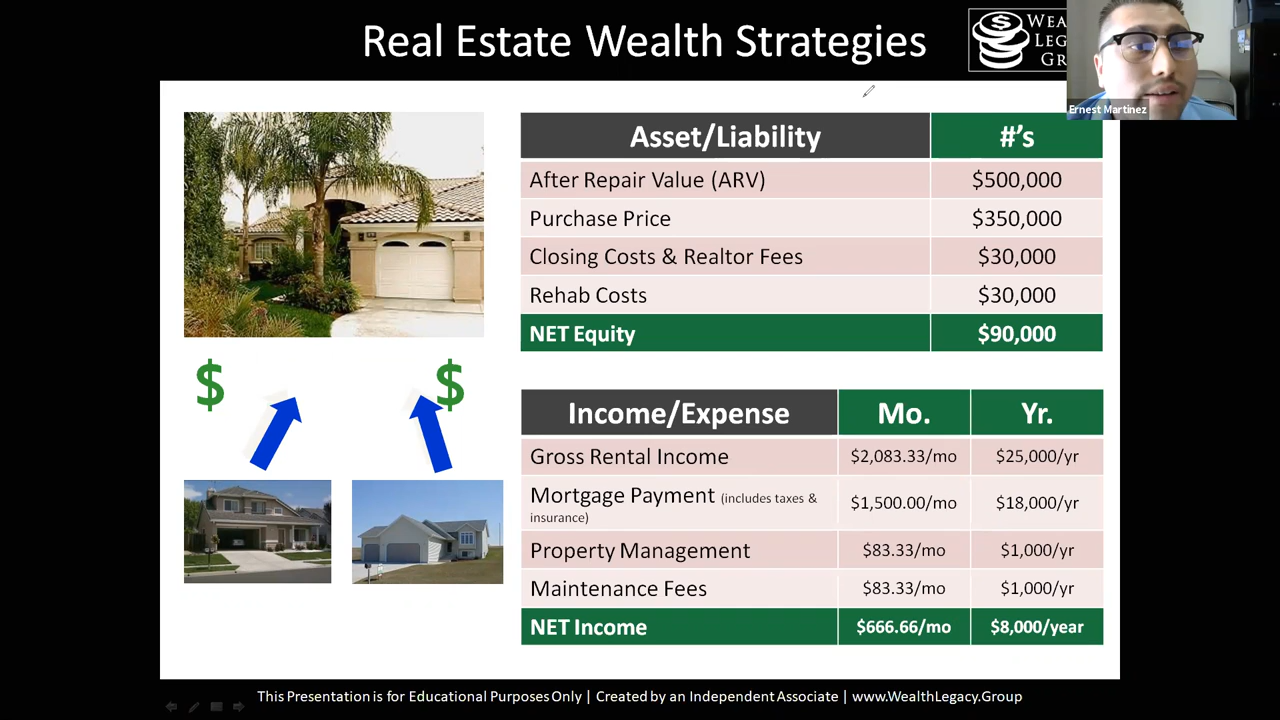 Real Estate Wealth Strategies
Ernest Martinez
Asset/Liability #'s
After Repair Value (ARV) $500,000
Purchase Price $350,000
Closing Costs & Realtor Fees $30,000
Rehab Costs $30,000
NET Equity $90,000
$ $
Income/Expense Mo. Yr.
Gross Rental Income $2,083.33/mo $25,000/yr
Mortgage Payment (includes taxes &
insurance) $1,500.00/mo $18,000/yr
Property Management $83.33/mo $1,000/yr
Maintenance Fees $83.33/mo $1,000/yr
NET Income $666.66/mo $8,000/year
This Presentation is for Educational Purposes Only | Created by an Independent Associate | www.WealthLegacy.Group